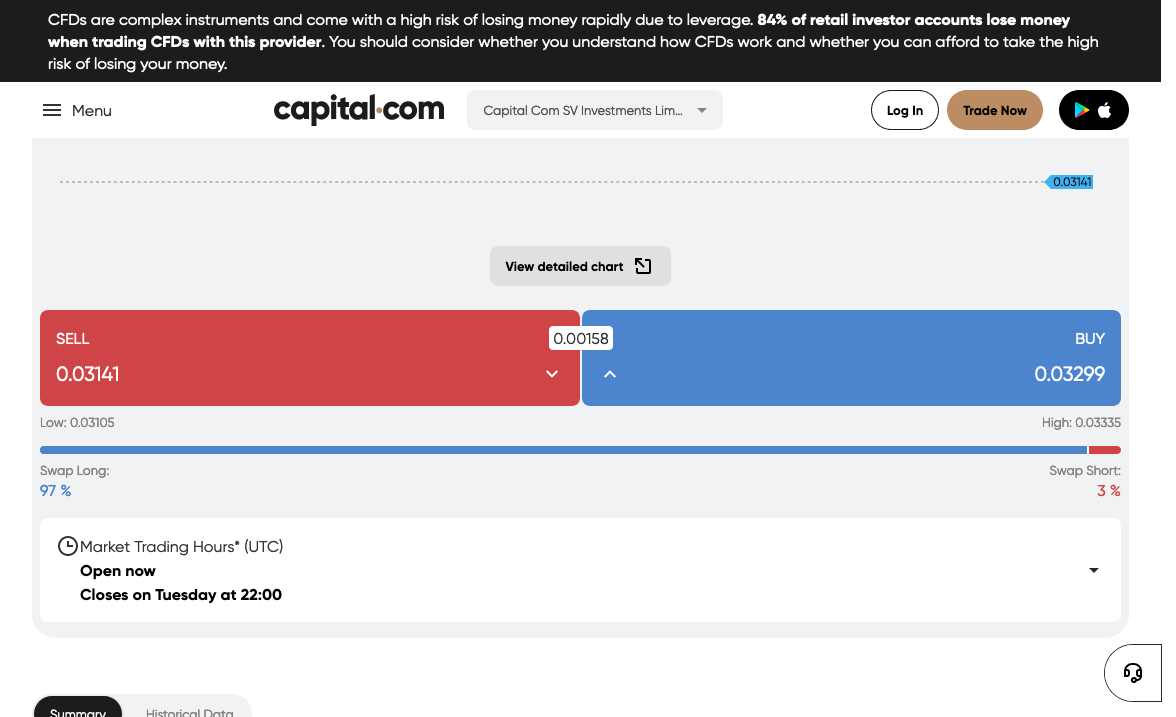 CFDs are complex instruments and come with a high risk of losing money rapidly due to leverage. 84% of retail investor accounts lose money
when trading CFDs with this provider. You should consider whether you understand how CFDs work and whether you can afford to take the high
risk of losing your money.
Menu
capital.com
Capital Com SV Investments Lim...
Log In
Trade Now
0.03141
View detailed chart
SELL
0.00158
BUY
0.03141
0.03299
Low: 0.03105
High: 0.03335
Swap Long:
Swap Short:
97 %
3 %
Market Trading Hours* (UTC)
Open now
Closes on Tuesday at 22:00
Summary
Historical Data